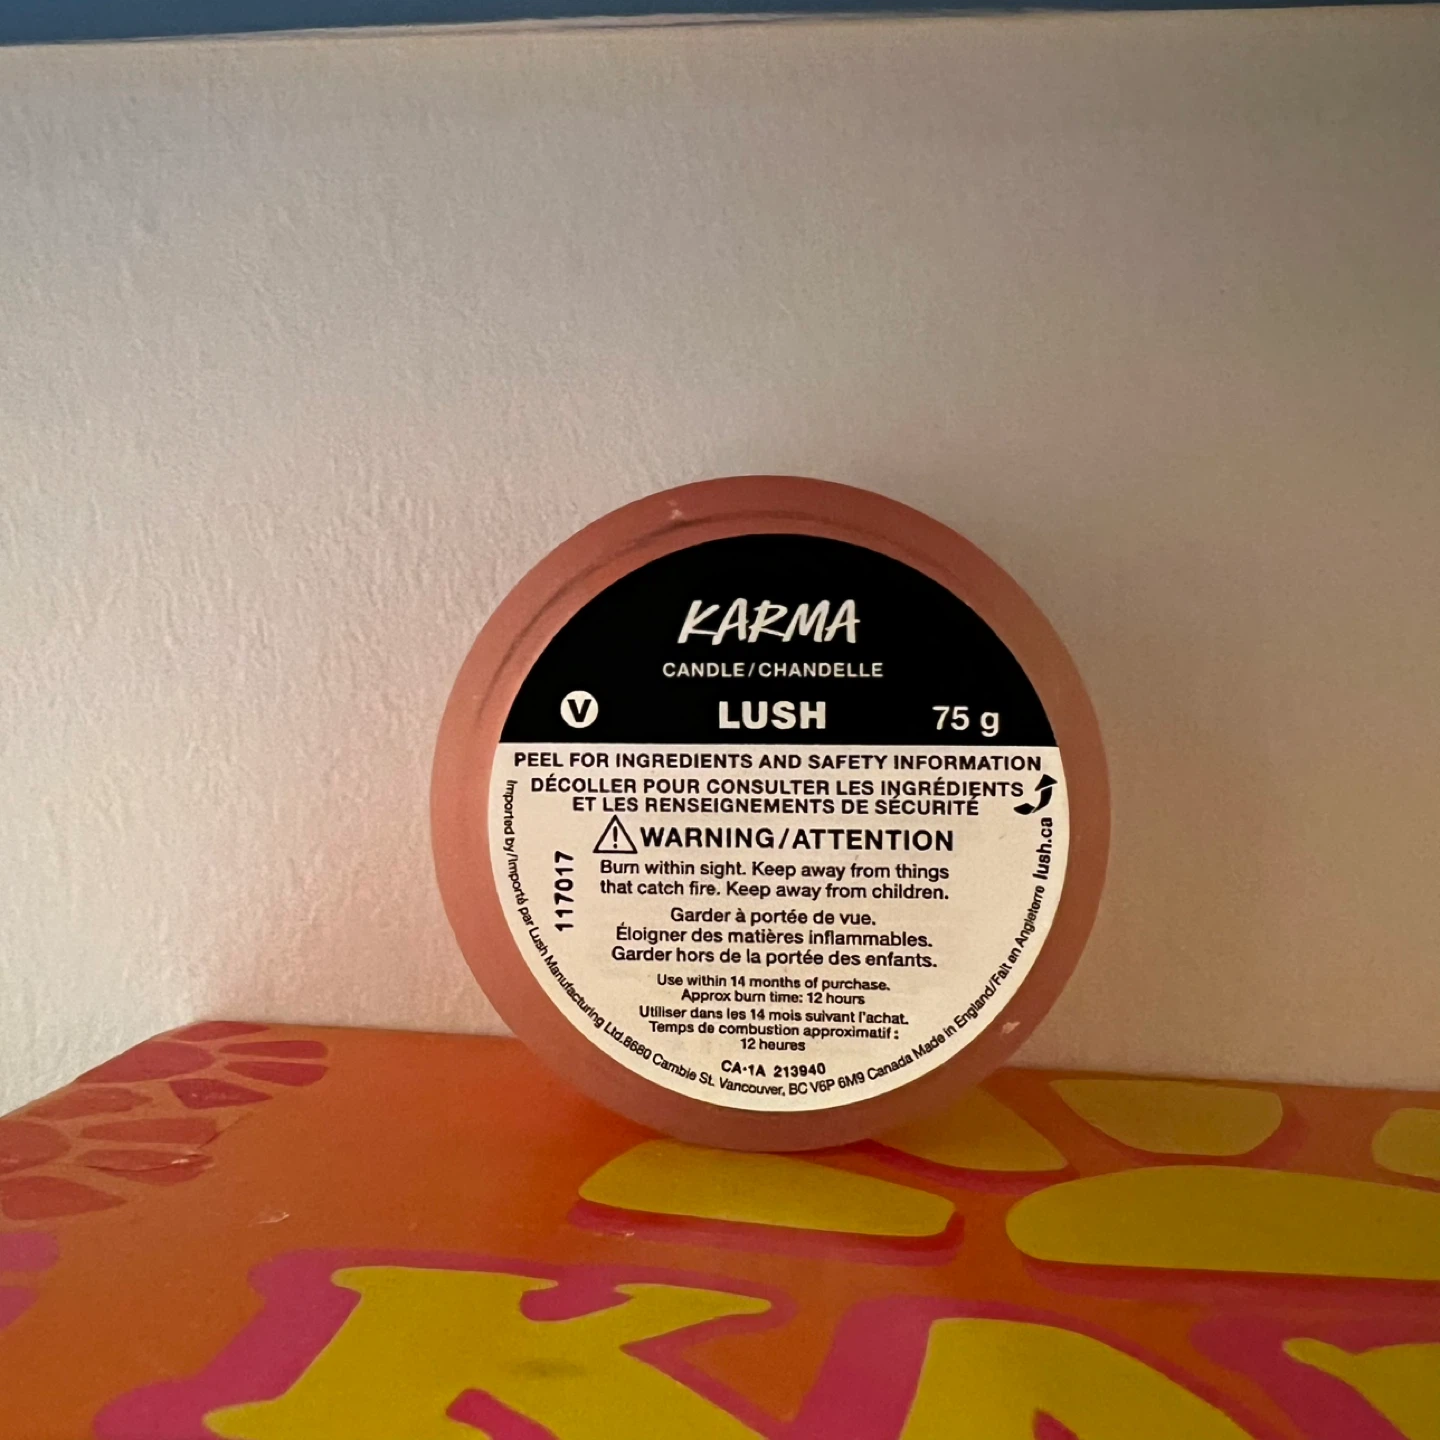 KARMA
CANDLE/CHANDELLE
V
LUSH
75 g
PEEL FOR INGREDIENTS AND SAFETY INFORMATION
DÉCOLLER POUR CONSULTER LES INGRÉDIENTS
ET LES RENSEIGNEMENTS DE SÉCURITÉ
WARNING/ATTENTION
Burn within sight. Keep away from things
that catch fire. Keep away from children.
Garder à portée de vue.
Éloigner des matières inflammables.
Garder hors de la portée des enfants.
Use within 14 months of purchase.
Approx burn time: 12 hours
Utiliser dans les 14 mois suivant l'achat.
Temps de combustion approximatif :
12 heures
CA-1A 213940
117017
Imported by/Importé par Lush Manufacturing Ltd.8680 Cambie St. Vancouver, BC V6P 6M9 Canada Made in England/Fait en Angleterre lush.ca
KA